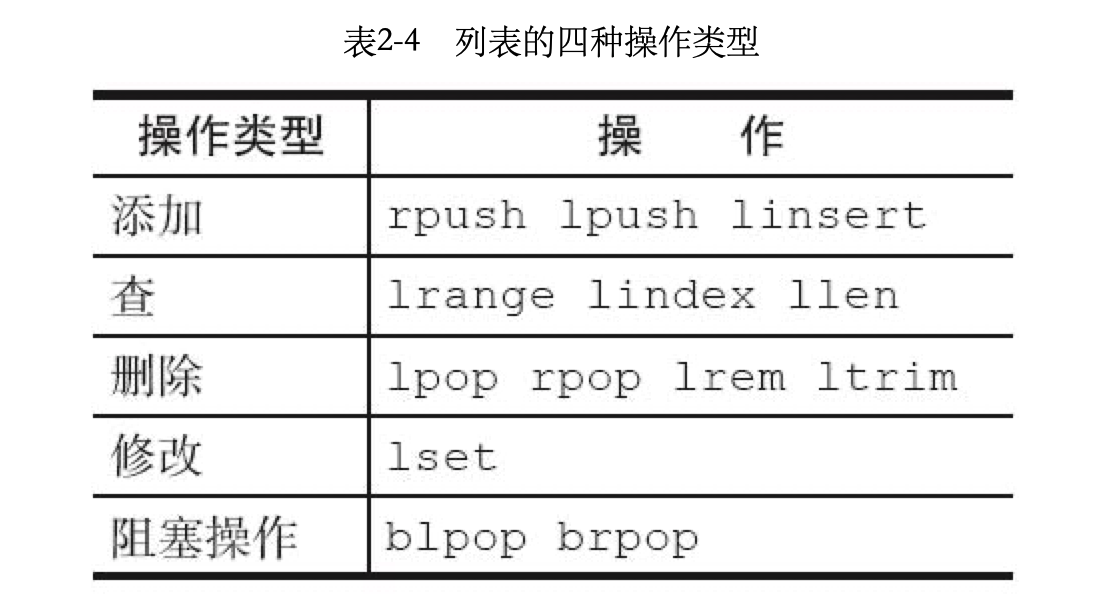 表2-4 列表的四种操作类型
操作类型 操 作
添加 rpush lpush linsert
查 lrange lindex llen
删除 lpop rpop lrem ltrim
修改 lset
阻塞操作 blpop brpop